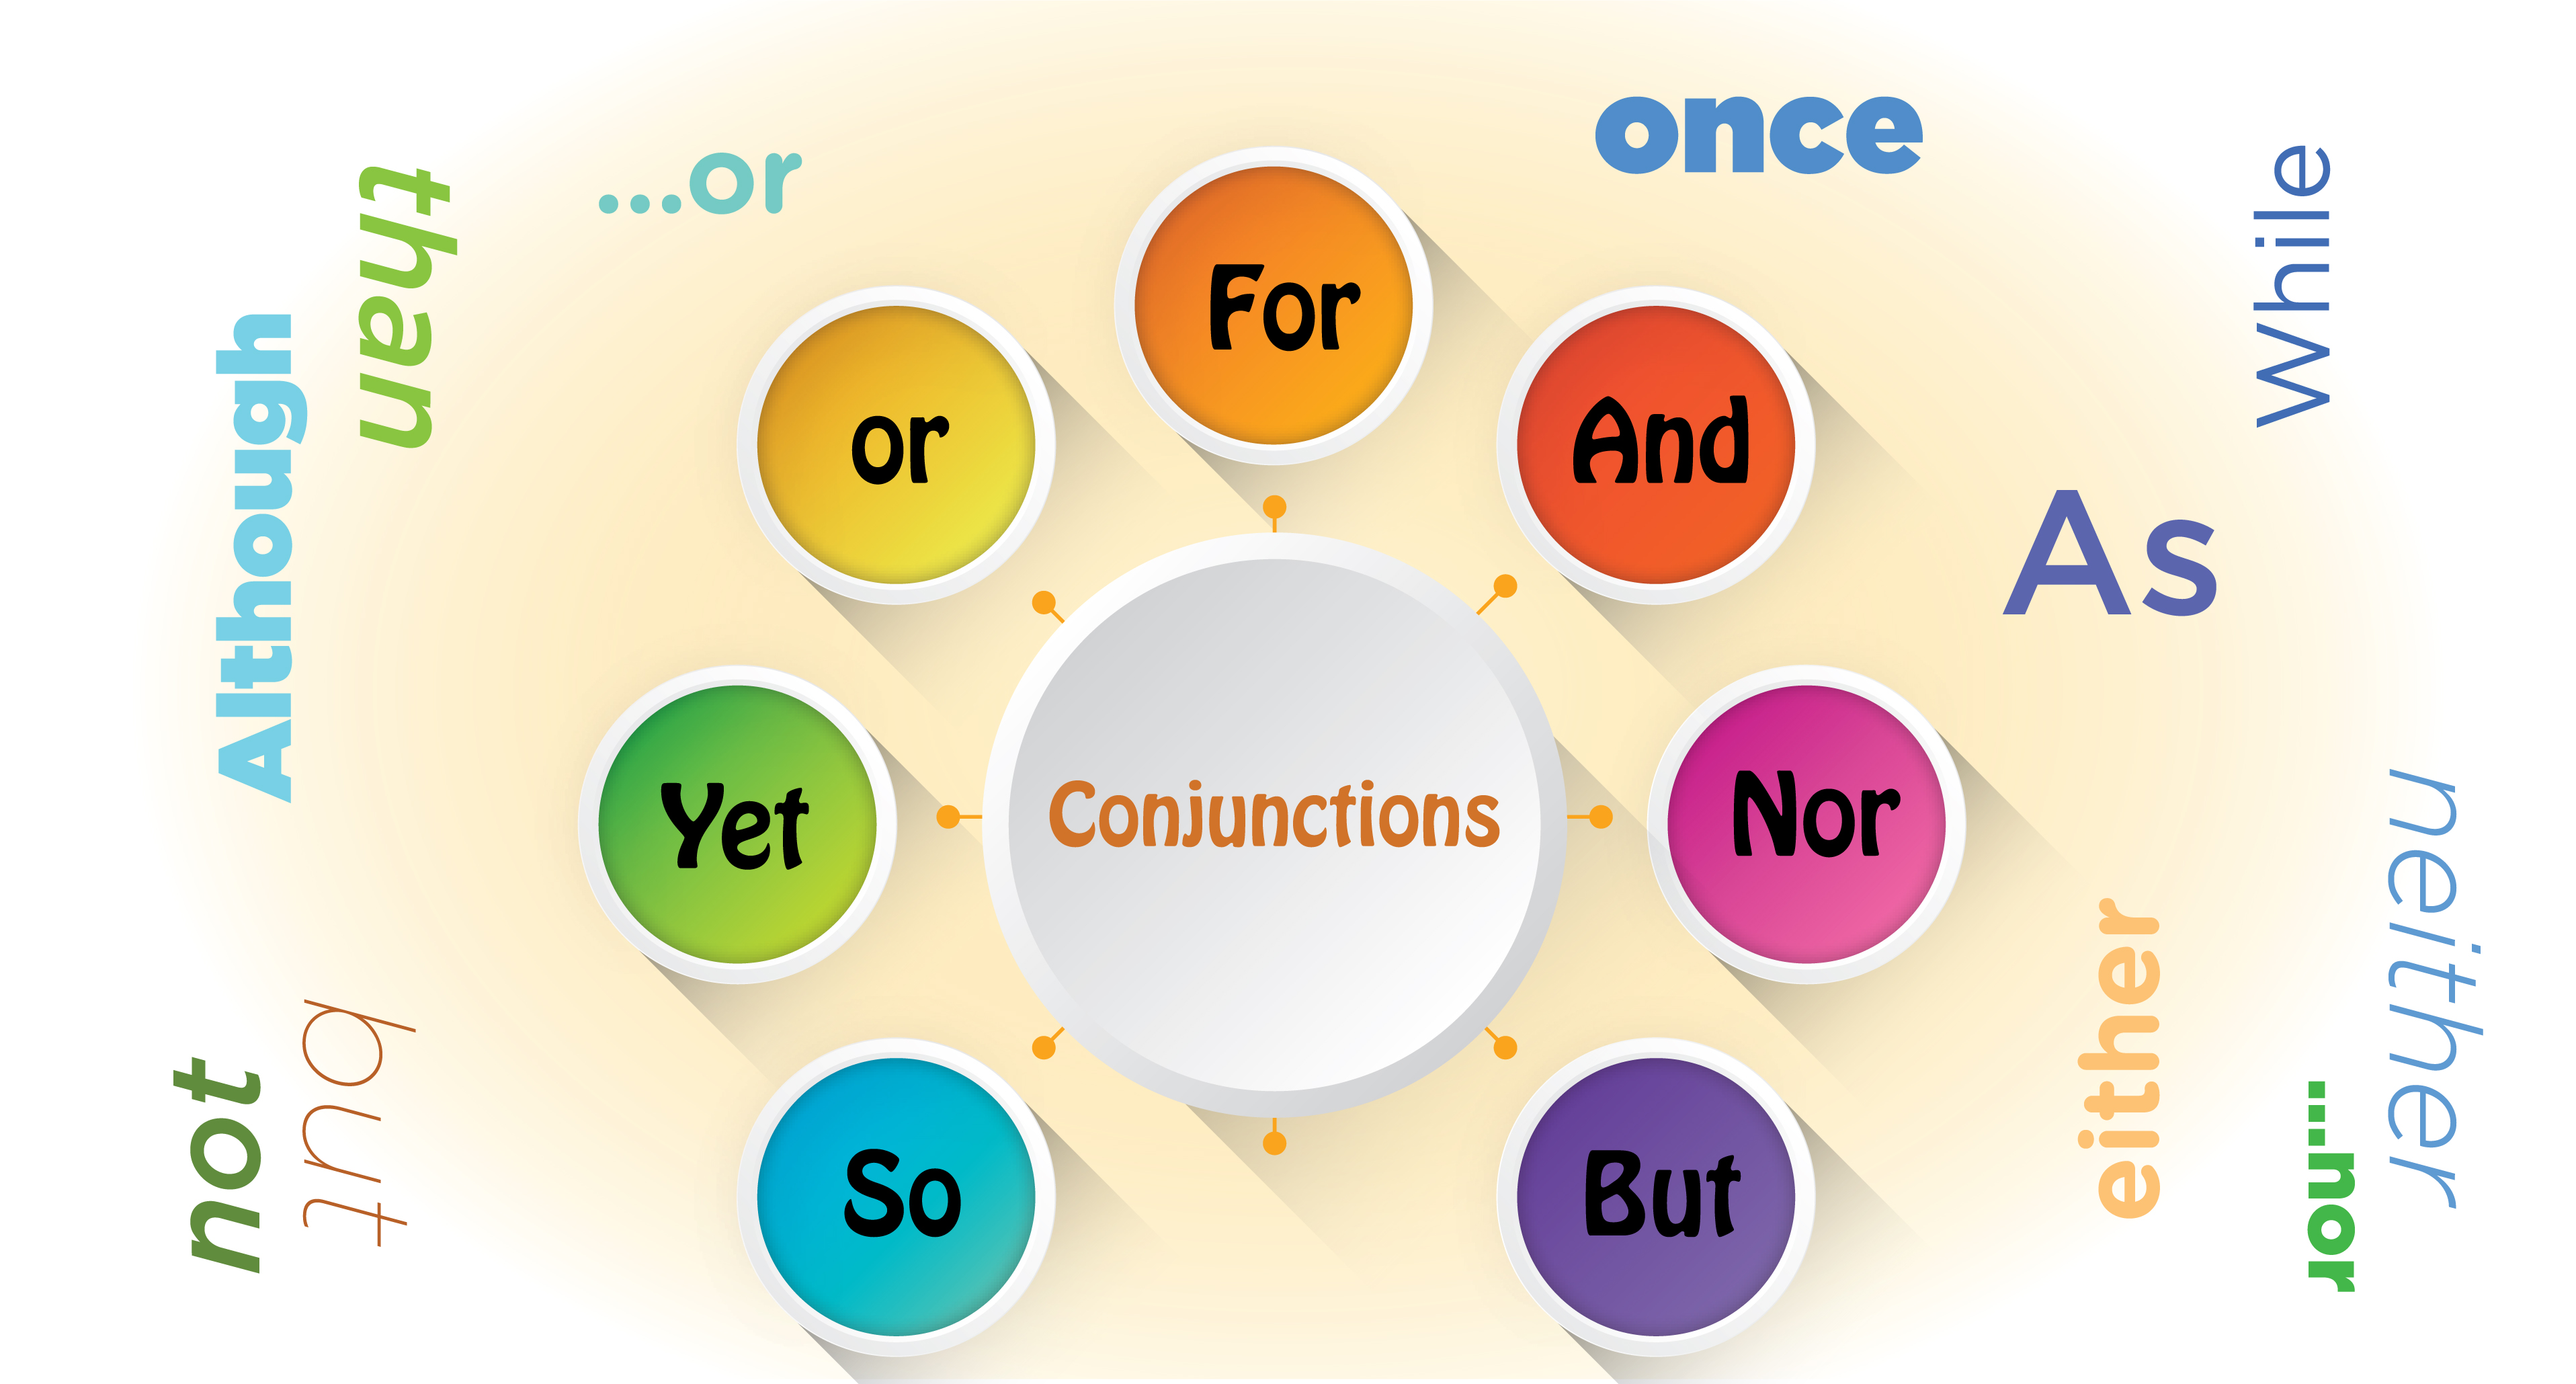 once
...or
than
while
For
or
And
Although
As
Conjunctions
Yet
Nor
neither
either
but
not
...nor
So
But